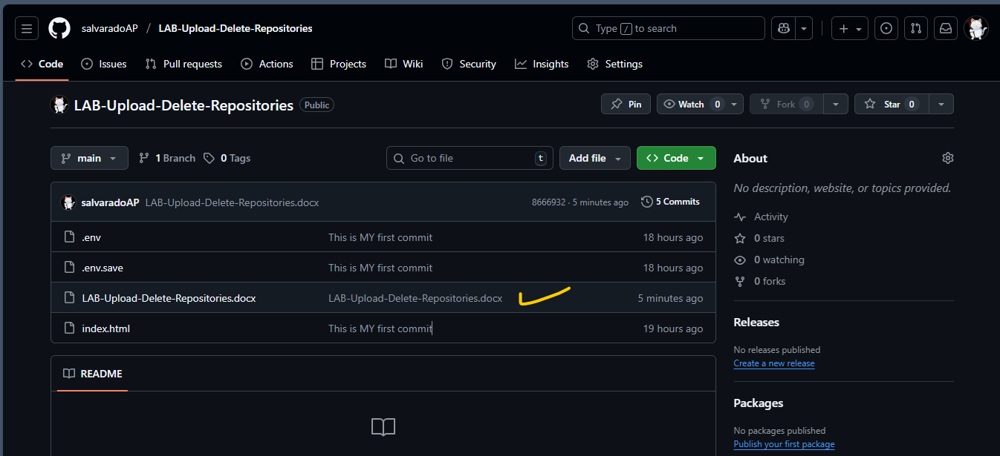 salvaradoAP / LAB-Upload-Delete-Repositories
Type / to search
Code Issues Pull requests Actions Projects Wiki Security Insights Settings
LAB-Upload-Delete-Repositories Public
Pin Watch 0 Fork 0 Star 0
main 1 Branch 0 Tags
Go to file t Add file Code
salvaradoAP LAB-Upload-Delete-Repositories.docx 8666932 · 5 minutes ago 5 Commits
.env This is MY first commit 18 hours ago
.env.save This is MY first commit 18 hours ago
LAB-Upload-Delete-Repositories.docx LAB-Upload-Delete-Repositories.docx 5 minutes ago
index.html This is MY first commit 19 hours ago
README
About
No description, website, or topics provided.
Activity
0 stars
0 watching
0 forks
Releases
No releases published
Create a new release
Packages
No packages published
Publish your first package